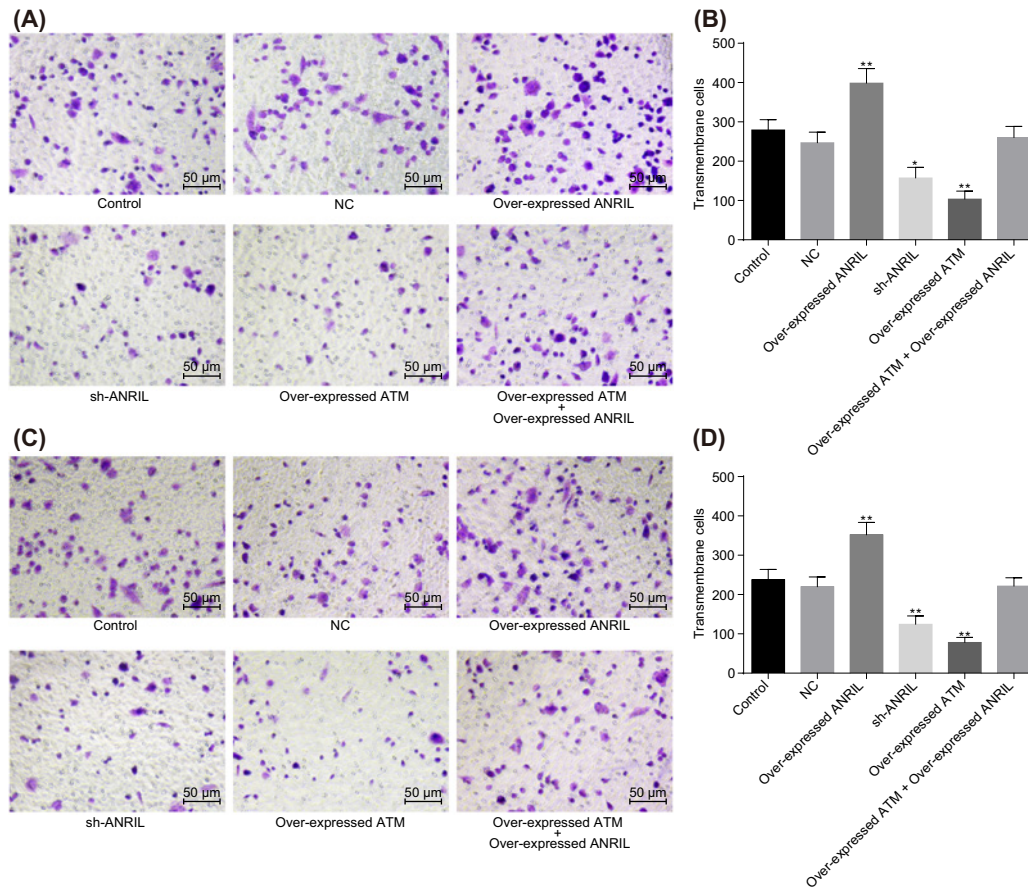 (A)
50 µm
50 µm
50 µm
Control
NC
Over-expressed ANRIL
50 µm
50 µm
50 µm
sh-ANRIL
Over-expressed ATM
Over-expressed ATM
+
Over-expressed ANRIL
(B)
500
400
300
200
100
0
Transmembrane cells
**
*
**
Control
NC
Over-expressed ANRIL
sh-ANRIL
Over-expressed ATM
Over-expressed ATM + Over-expressed ANRIL
(C)
50 µm
50 µm
50 µm
Control
NC
Over-expressed ANRIL
50 µm
50 µm
50 µm
sh-ANRIL
Over-expressed ATM
Over-expressed ATM
+
Over-expressed ANRIL
(D)
500
400
300
200
100
0
Transmembrane cells
**
**
**
Control
NC
Over-expressed ANRIL
sh-ANRIL
Over-expressed ATM
Over-expressed ATM + Over-expressed ANRIL